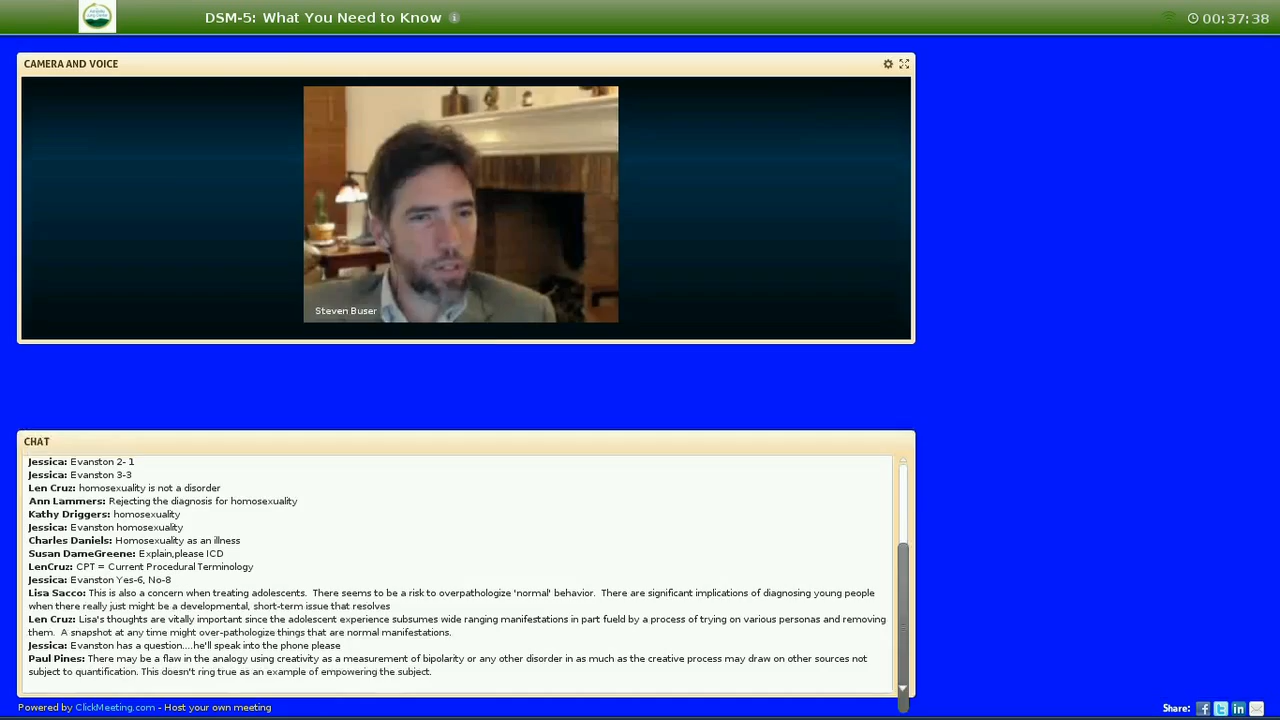 DSM-5: What You Need to Know
00:37:38
CAMERA AND VOICE
Steven Buser
CHAT
Jessica: Evanston 2- 1
Jessica: Evanston 3-3
Len Cruz: homosexuality is not a disorder
Ann Lammers: Rejecting the diagnosis for homosexuality
Kathy Driggers: homosexuality
Jessica: Evanston homosexuality
Charles Daniels: Homosexuality as an illness
Susan DameGreene: Explain,please ICD
LenCruz: CPT = Current Procedural Terminology
Jessica: Evanston Yes-6, No-8
Lisa Sacco: This is also a concern when treating adolescents.  There seems to be a risk to overpathologize 'normal' behavior.  There are significant implications of diagnosing young people
when there really just might be a developmental, short-term issue that resolves
Len Cruz: Lisa's thoughts are vitally important since the adolescent experience subsumes wide ranging manifestations in part fueld by a process of trying on various personas and removing
them.  A snapshot at any time might over-pathologize things that are normal manifestations.
Jessica: Evanston has a question....he'll speak into the phone please
Paul Pines: There may be a flaw in the analogy using creativity as a measurement of bipolarity or any other disorder in as much as the creative process may draw on other sources not
subject to quantification. This doesn't ring true as an example of empowering the subject.
Powered by ClickMeeting.com - Host your own meeting
Share: